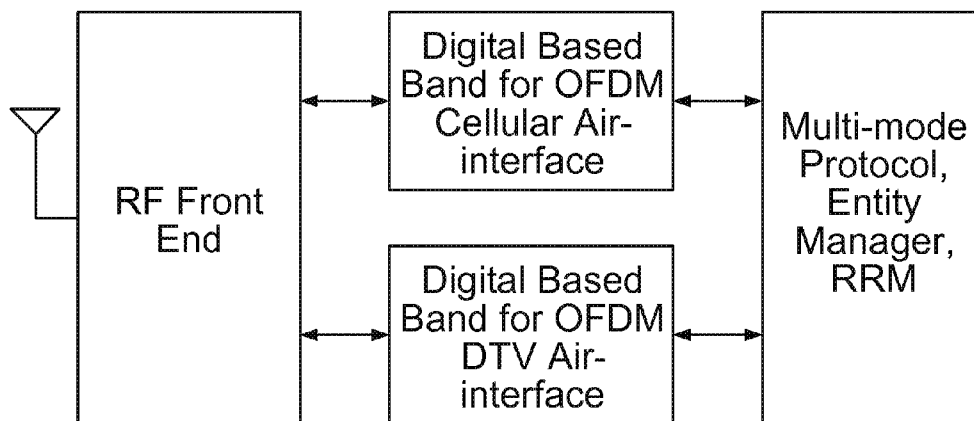 RF Front
End
Digital Based
Band for OFDM
Cellular Air-
interface
Digital Based
Band for OFDM
DTV Air-
interface
Multi-mode
Protocol,
Entity
Manager,
RRM